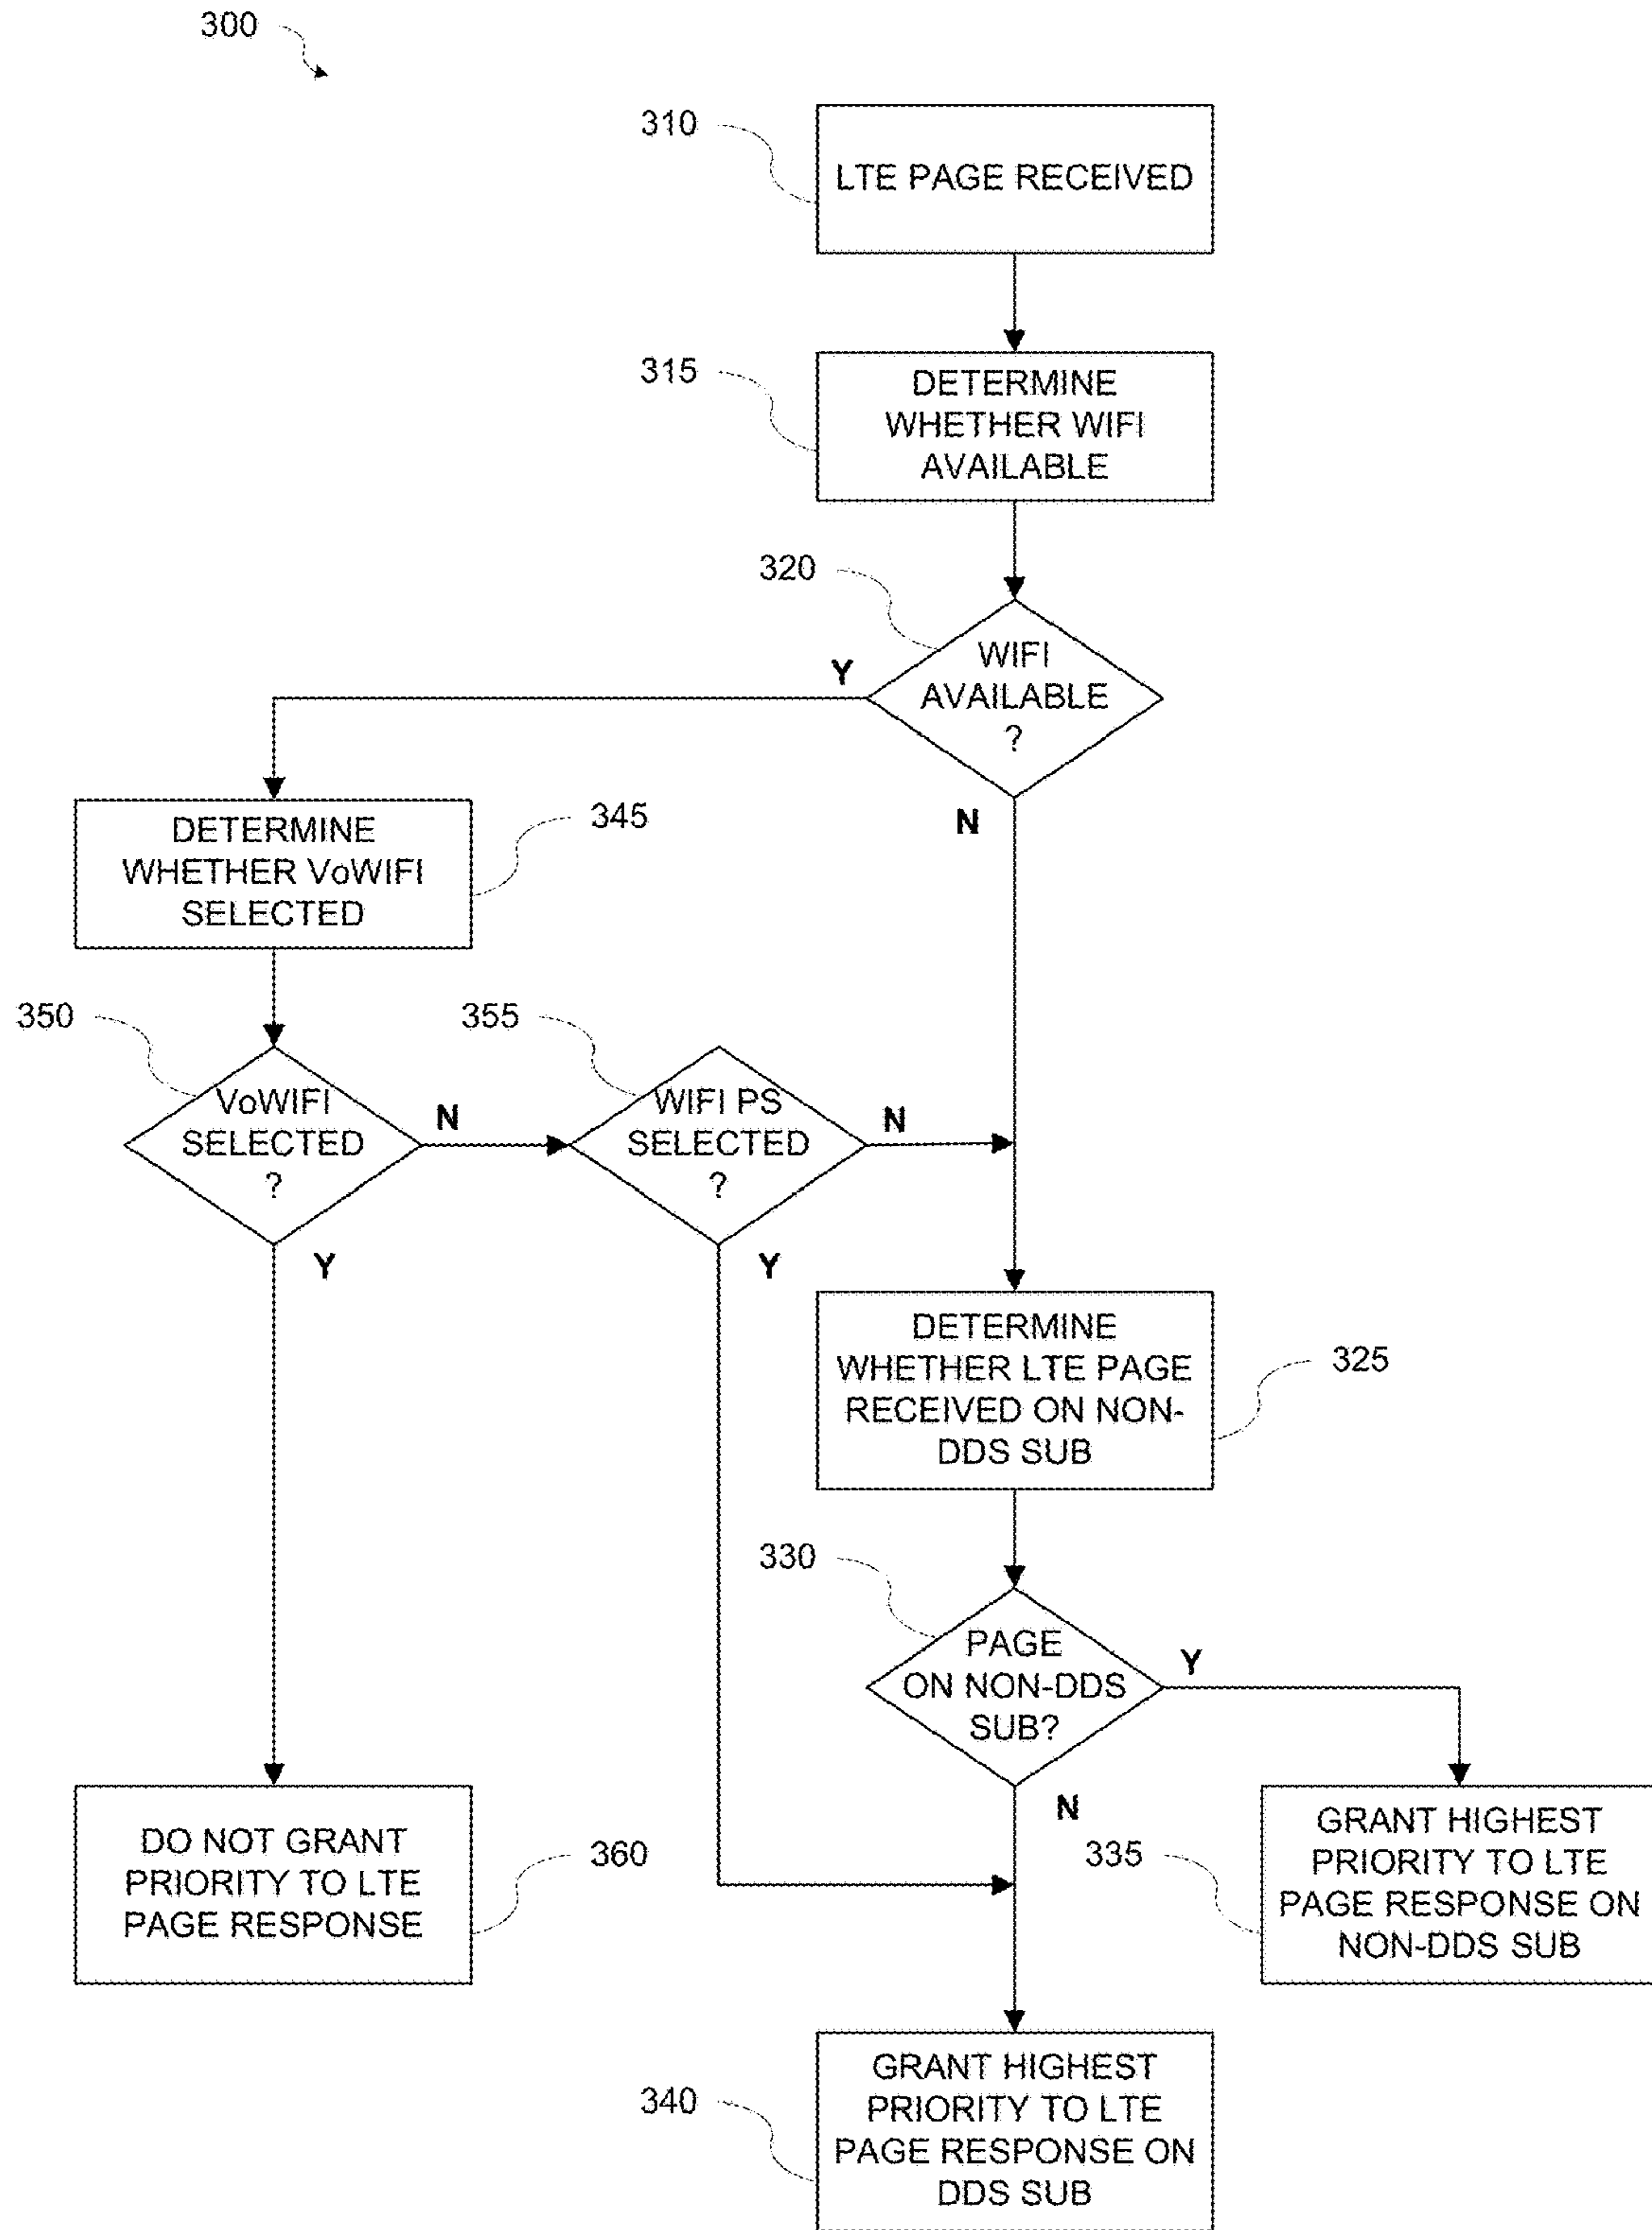 300
310
LTE PAGE RECEIVED
315
DETERMINE
WHETHER WIFI
AVAILABLE
320
WIFI
AVAILABLE
?
Y
N
DETERMINE
WHETHER VoWIFI
SELECTED
345
350
VoWIFI
SELECTED
?
N
Y
355
WIFI PS
SELECTED
?
N
Y
DETERMINE
WHETHER LTE PAGE
RECEIVED ON NON-
DDS SUB
325
330
PAGE
ON NON-DDS
SUB?
Y
N
DO NOT GRANT
PRIORITY TO LTE
PAGE RESPONSE
360
335
GRANT HIGHEST
PRIORITY TO LTE
PAGE RESPONSE ON
NON-DDS SUB
340
GRANT HIGHEST
PRIORITY TO LTE
PAGE RESPONSE ON
DDS SUB